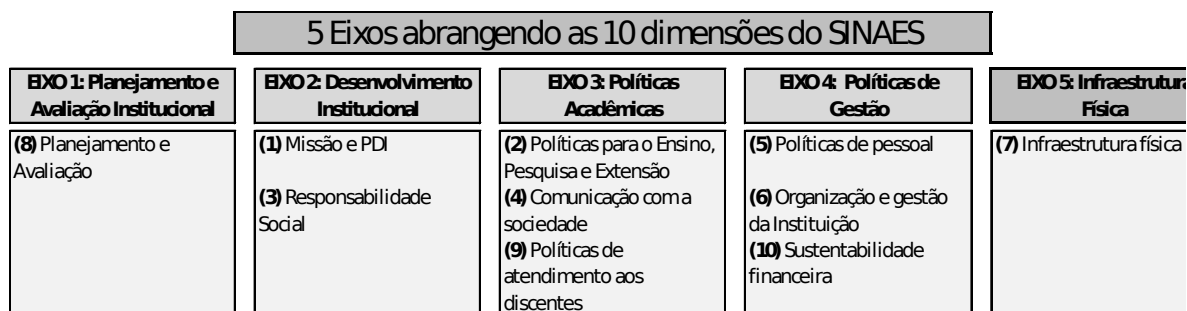 5 Eixos abrangendo as 10 dimensões do SINAES
EIXO 1: Planejamento e
Avaliação Institucional
(8) Planejamento e
Avaliação
EIXO 2: Desenvolvimento
Institucional
(1) Missão e PDI
(3) Responsabilidade
Social
EIXO 3: Políticas
Acadêmicas
(2) Políticas para o Ensino,
Pesquisa e Extensão
(4) Comunicação com a
sociedade
(9) Políticas de
atendimento aos
discentes
EIXO 4: Políticas de
Gestão
(5) Políticas de pessoal
(6) Organização e gestão
da Instituição
(10) Sustentabilidade
financeira
EIXO 5: Infraestrutura
Física
(7) Infraestrutura física